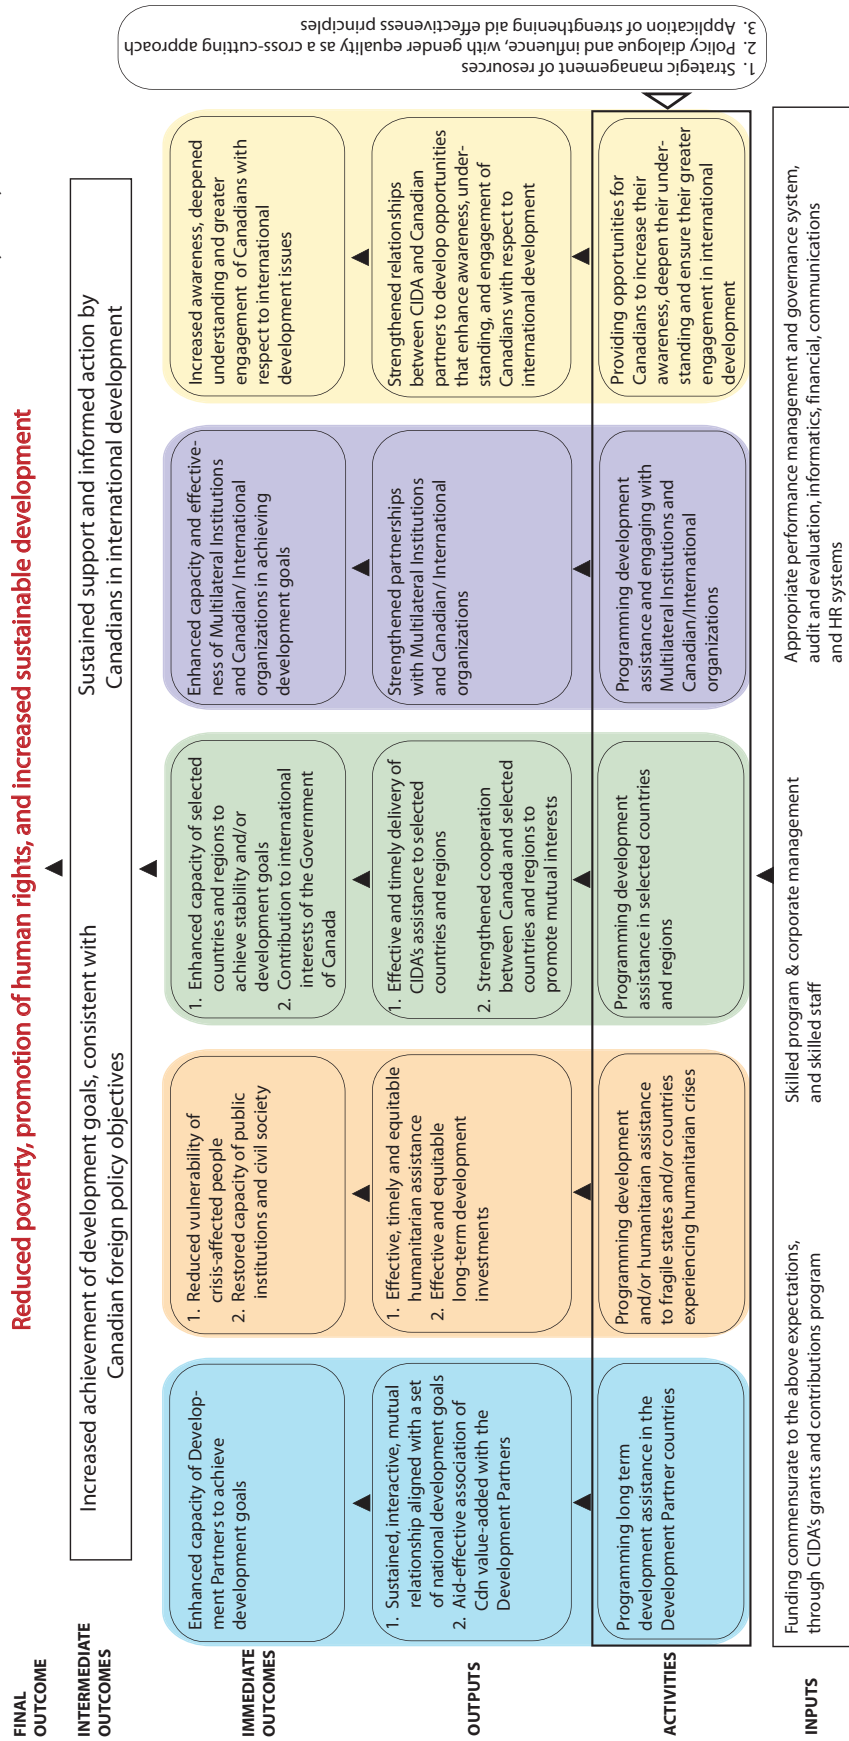 FINAL
OUTCOME
Reduced poverty, promotion of human rights, and increased sustainable development
INTERMEDIATE
OUTCOMES
Increased achievement of development goals, consistent with
Canadian foreign policy objectives
Sustained support and informed action by
Canadians in international development
IMMEDIATE
OUTCOMES
Enhanced capacity of Develop-
ment Partners to achieve
development goals
1. Reduced vulnerability of
crisis-affected people
2. Restored capacity of public
institutions and civil society
1. Enhanced capacity of selected
countries and regions to
achieve stability and/or
development goals
2. Contribution to international
interests of the Government
of Canada
Enhanced capacity and effective-
ness of Multilateral Institutions
and Canadian/ International
organizations in achieving
development goals
Increased awareness, deepened
understanding and greater
engagement of Canadians with
respect to international
development issues
OUTPUTS
1. Sustained, interactive, mutual
relationship aligned with a set
of national development goals
2. Aid-effective association of
Cdn value-added with the
Development Partners
1. Effective, timely and equitable
humanitarian assistance
2. Effective and equitable
long-term development
investments
1. Effective and timely delivery of
CIDA's assistance to selected
countries and regions
2. Strengthened cooperation
between Canada and selected
countries and regions to
promote mutual interests
Strengthened partnerships
with Multilateral Institutions
and Canadian/ International
organizations
Strengthened relationships
between CIDA and Canadian
partners to develop opportunities
that enhance awareness, under-
standing, and engagement of
Canadians with respect to
international development
ACTIVITIES
Programming long term
development assistance in the
Development Partner countries
Programming development
and/or humanitarian assistance
to fragile states and/or countries
experiencing humanitarian crises
Programming development
assistance in selected countries
and regions
Programming development
assistance and engaging with
Multilateral Institutions and
Canadian/International
organizations
Providing opportunities for
Canadians to increase their
awareness, deepen their under-
standing and ensure their greater
engagement in international
development
1. Strategic management of resources
2. Policy dialogue and influence, with gender equality as a cross-cutting approach
3. Application of strengthening aid effectiveness principles
INPUTS
Funding commensurate to the above expectations,
through CIDA's grants and contributions program
Skilled program & corporate management
and skilled staff
Appropriate performance management and governance system,
audit and evaluation, informatics, financial, communications
and HR systems